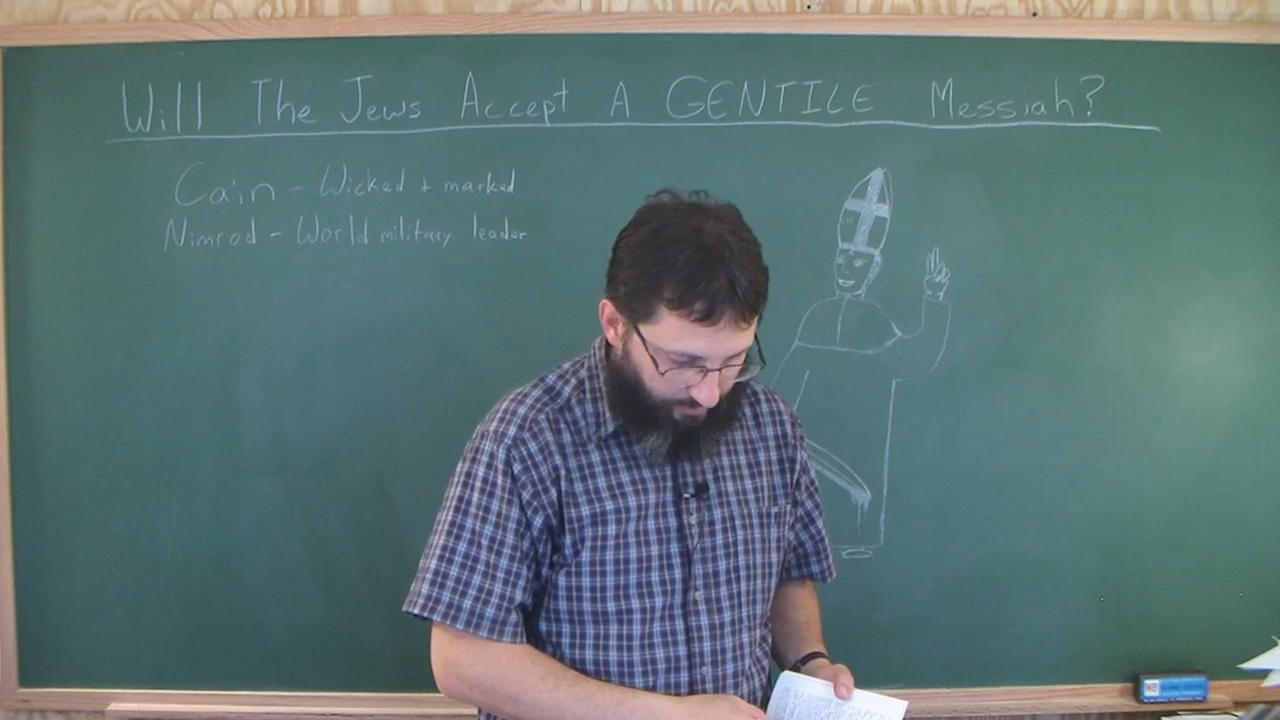 Will The Jews Accept A GENTILE Messiah?
Cain - Wicked + marked
Nimrod - World military leader